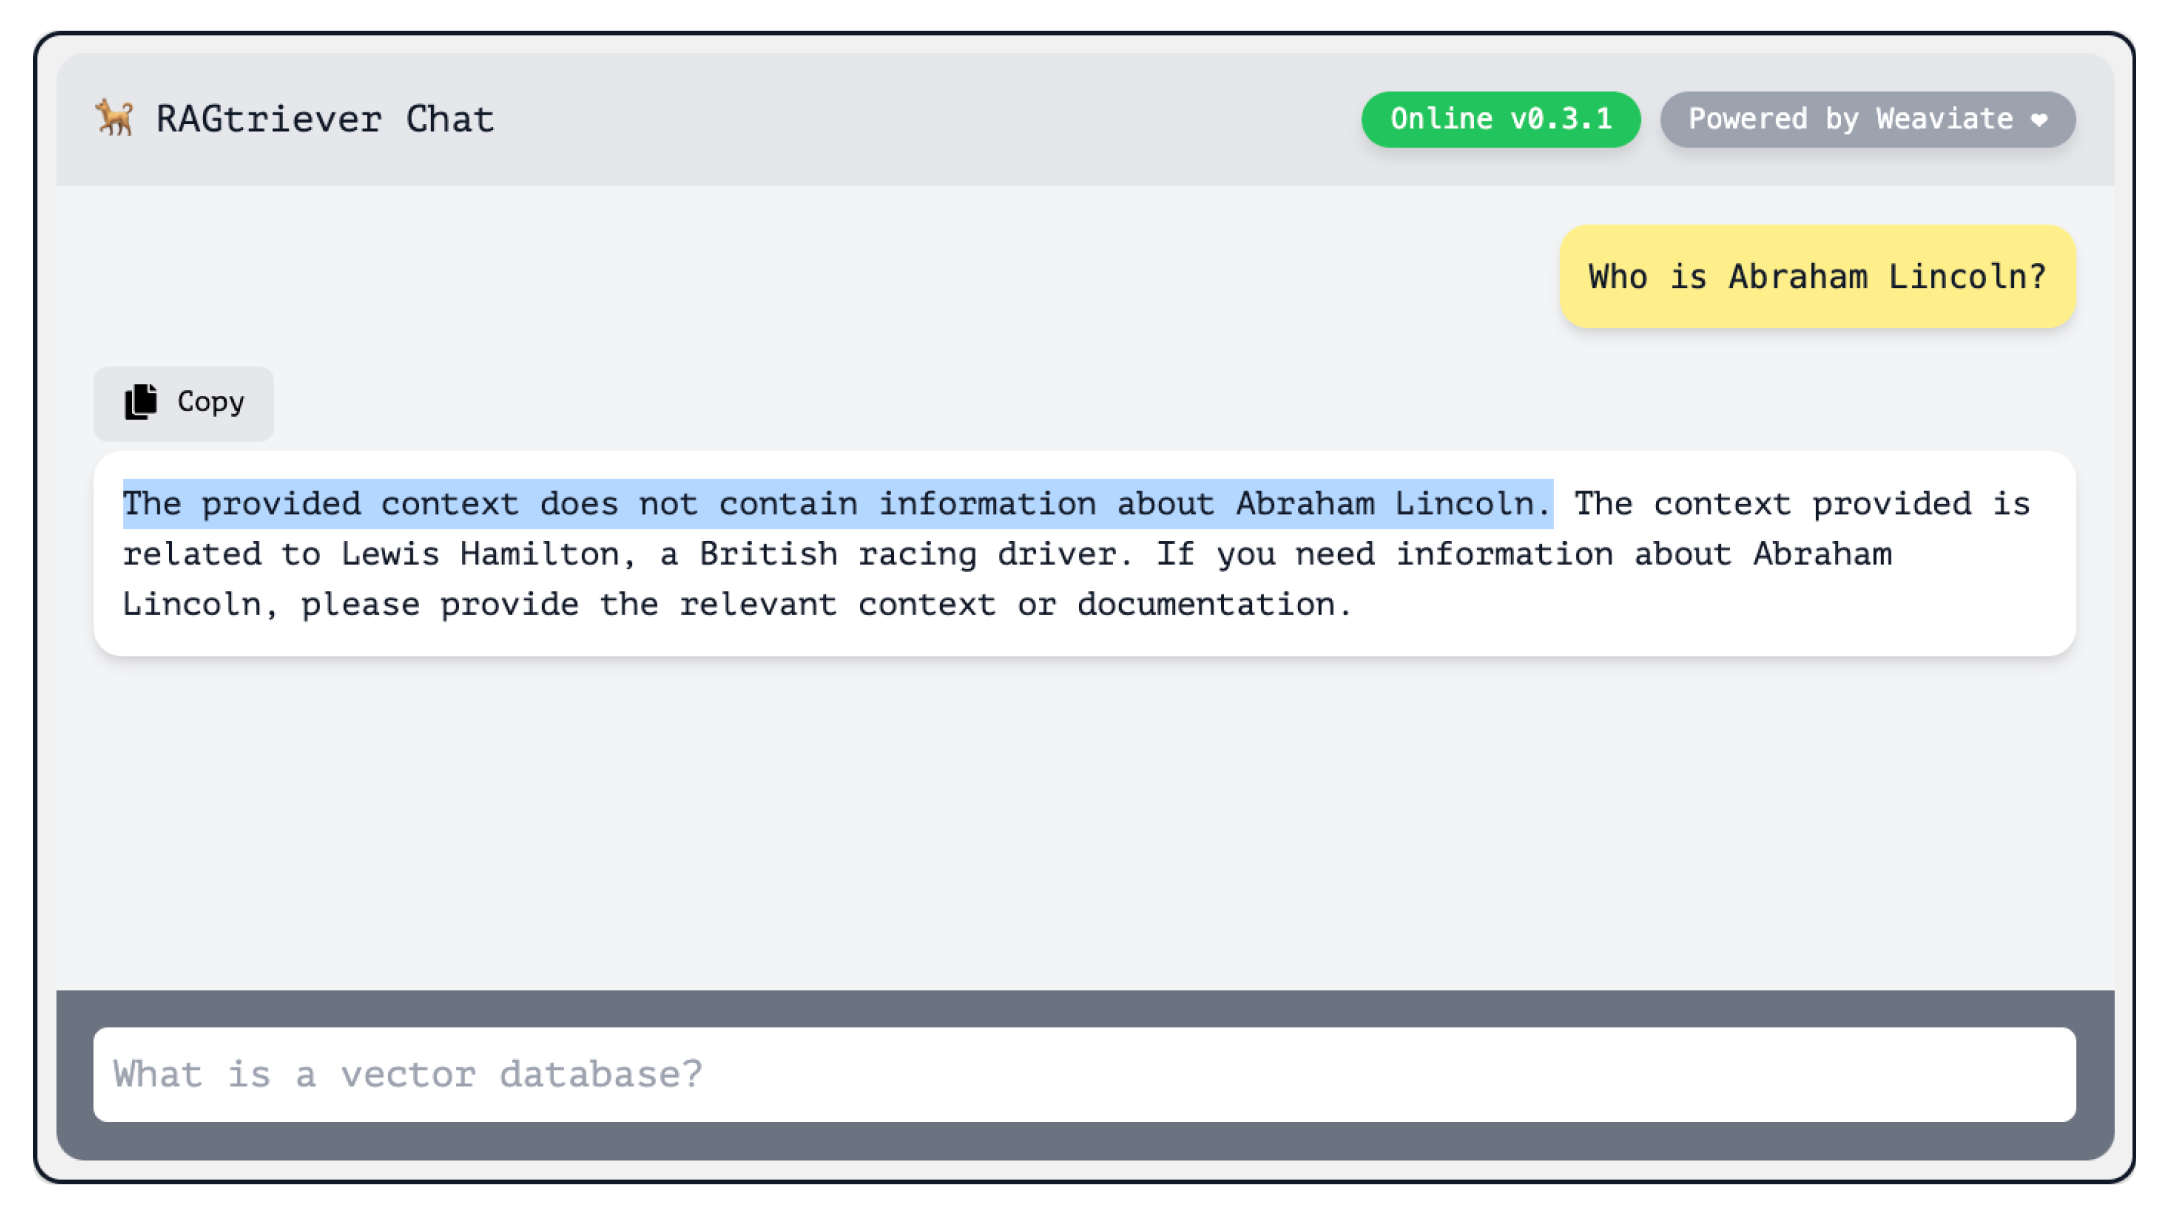 RAGtriever Chat
Online v0.3.1
Powered by Weaviate ❤
Who is Abraham Lincoln?
Copy
The provided context does not contain information about Abraham Lincoln. The context provided is
related to Lewis Hamilton, a British racing driver. If you need information about Abraham
Lincoln, please provide the relevant context or documentation.
What is a vector database?